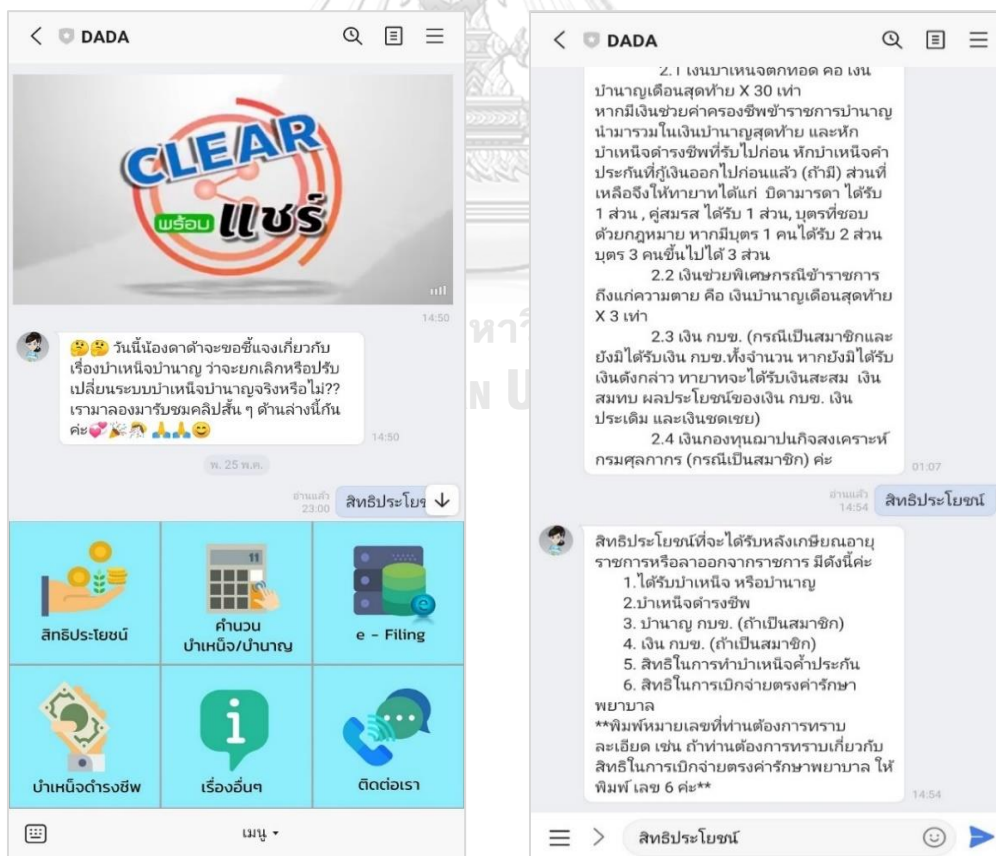 DADA
CLEAR
พร้อม แชร์
14:50
🤔🤔 วันนี้น้องดาด้าจะขอชี้แจงเกี่ยวกับ
เรื่องบำเหน็จบำนาญ ว่าจะยกเลิกหรือปรับ
เปลี่ยนระบบบำเหน็จบำนาญจริงหรือไม่??
เรามาลองมารับชมคลิปสั้น ๆ ด้านล่างนี้กัน
ค่ะ
14:50
พ. 25 พ.ค.
อ่านแล้ว
23:00
สิทธิประโยช
สิทธิประโยชน์
คำนวน
บำเหน็จ/บำนาญ
e - Filing
บำเหน็จดำรงชีพ
เรื่องอื่นๆ
ติดต่อเรา
เมนู
DADA
2.1 เงินบำเหน็จตกทอด คือ เงิน
บำนาญเดือนสุดท้าย X 30 เท่า
หากมีเงินช่วยค่าครองชีพข้าราชการบำนาญ
นำมารวมในเงินบำนาญสุดท้าย และหัก
บำเหน็จดำรงชีพที่รับไปก่อน หักบำเหน็จค้ำ
ประกันที่กู้เงินออกไปก่อนแล้ว (ถ้ามี) ส่วนที่
เหลือจึงให้ทายาทได้แก่ บิดามารดา ได้รับ
1 ส่วน , คู่สมรส ได้รับ 1 ส่วน, บุตรที่ชอบ
ด้วยกฎหมาย หากมีบุตร 1 คนได้รับ 2 ส่วน
บุตร 3 คนขึ้นไปได้ 3 ส่วน
2.2 เงินช่วยพิเศษกรณีข้าราชการ
ถึงแก่ความตาย คือ เงินบำนาญเดือนสุดท้าย
X 3 เท่า
2.3 เงิน กบข. (กรณีเป็นสมาชิกและ
ยังมิได้รับเงิน กบข.ทั้งจำนวน หากยังมิได้รับ
เงินดังกล่าว ทายาทจะได้รับเงินสะสม เงิน
สมทบ ผลประโยชน์ของเงิน กบข. เงิน
ประเดิม และเงินชดเชย)
2.4 เงินกองทุนฌาปนกิจสงเคราะห์
กรมศุลกากร (กรณีเป็นสมาชิก) ค่ะ
01:07
อ่านแล้ว
14:54
สิทธิประโยชน์
สิทธิประโยชน์ที่จะได้รับหลังเกษียณอายุ
ราชการหรือลาออกจากราชการ มีดังนี้ค่ะ
1.ได้รับบำเหน็จ หรือบำนาญ
2.บำเหน็จดำรงชีพ
3. บำนาญ กบข. (ถ้าเป็นสมาชิก)
4. เงิน กบข. (ถ้าเป็นสมาชิก)
5. สิทธิในการทำบำเหน็จค้ำประกัน
6. สิทธิในการเบิกจ่ายตรงค่ารักษา
พยาบาล
**พิมพ์หมายเลขที่ท่านต้องการทราบ
ละเอียด เช่น ถ้าท่านต้องการทราบเกี่ยวกับ
สิทธิในการเบิกจ่ายตรงค่ารักษาพยาบาล ให้
พิมพ์ เลข 6 ค่ะ**
14:54
สิทธิประโยชน์